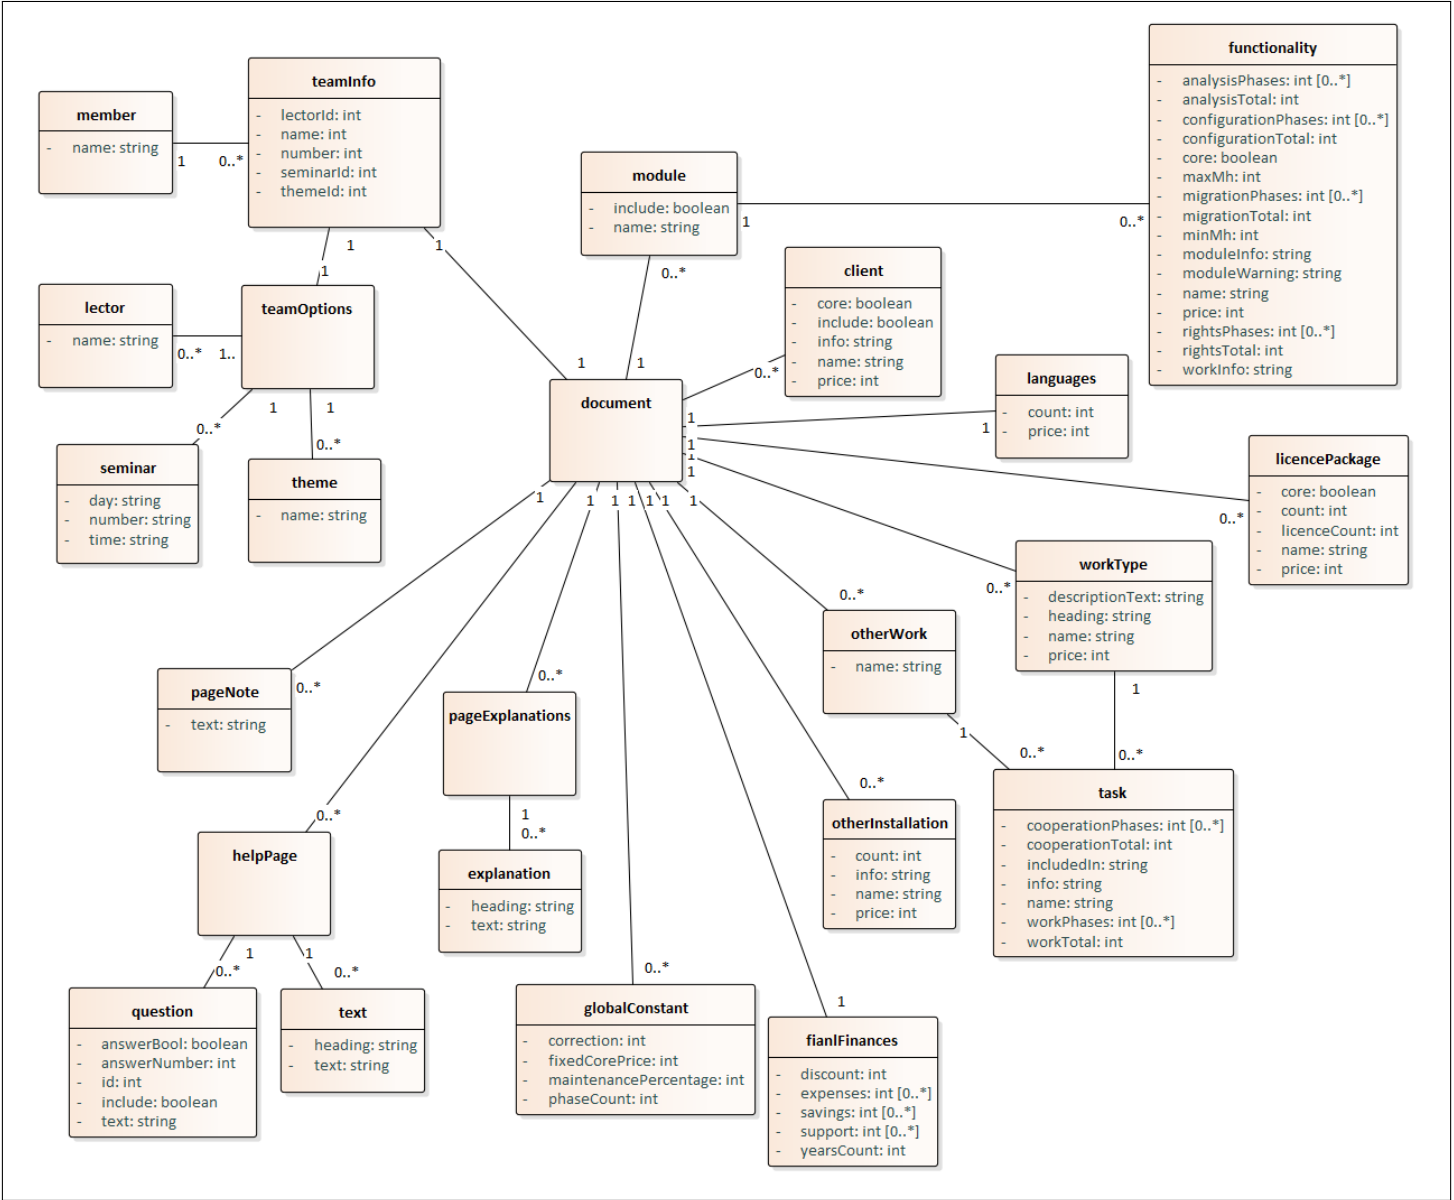 teamInfo
- lectorId: int
- name: int
- number: int
- seminarId: int
- themeId: int
member
- name: string
1
0..*
1
1
1
teamOptions
lector
- name: string
0..*
1..
1
1
0..*
0..*
seminar
- day: string
- number: string
- time: string
theme
- name: string
module
- include: boolean
- name: string
1
0..*
0..*
1
1
functionality
- analysisPhases: int [0..*]
- analysisTotal: int
- configurationPhases: int [0..*]
- configurationTotal: int
- core: boolean
- maxMh: int
- migrationPhases: int [0..*]
- migrationTotal: int
- minMh: int
- moduleInfo: string
- moduleWarning: string
- name: string
- price: int
- rightsPhases: int [0..*]
- rightsTotal: int
- workInfo: string
client
- core: boolean
- include: boolean
- info: string
- name: string
- price: int
0..*
document
1
1
1
1
languages
- count: int
- price: int
1
licencePackage
- core: boolean
- count: int
- licenceCount: int
- name: string
- price: int
0..*
workType
- descriptionText: string
- heading: string
- name: string
- price: int
0..*
1
1
1
1
1
1
1
0..*
otherWork
- name: string
1
0..*
1
0..*
task
- cooperationPhases: int [0..*]
- cooperationTotal: int
- includedIn: string
- info: string
- name: string
- workPhases: int [0..*]
- workTotal: int
pageNote
- text: string
0..*
0..*
pageExplanations
1
0..*
explanation
- heading: string
- text: string
0..*
otherInstallation
- count: int
- info: string
- name: string
- price: int
0..*
helpPage
1
1
0..*
0..*
question
- answerBool: boolean
- answerNumber: int
- id: int
- include: boolean
- text: string
text
- heading: string
- text: string
0..*
globalConstant
- correction: int
- fixedCorePrice: int
- maintenancePercentage: int
- phaseCount: int
1
fianlFinances
- discount: int
- expenses: int [0..*]
- savings: int [0..*]
- support: int [0..*]
- yearsCount: int